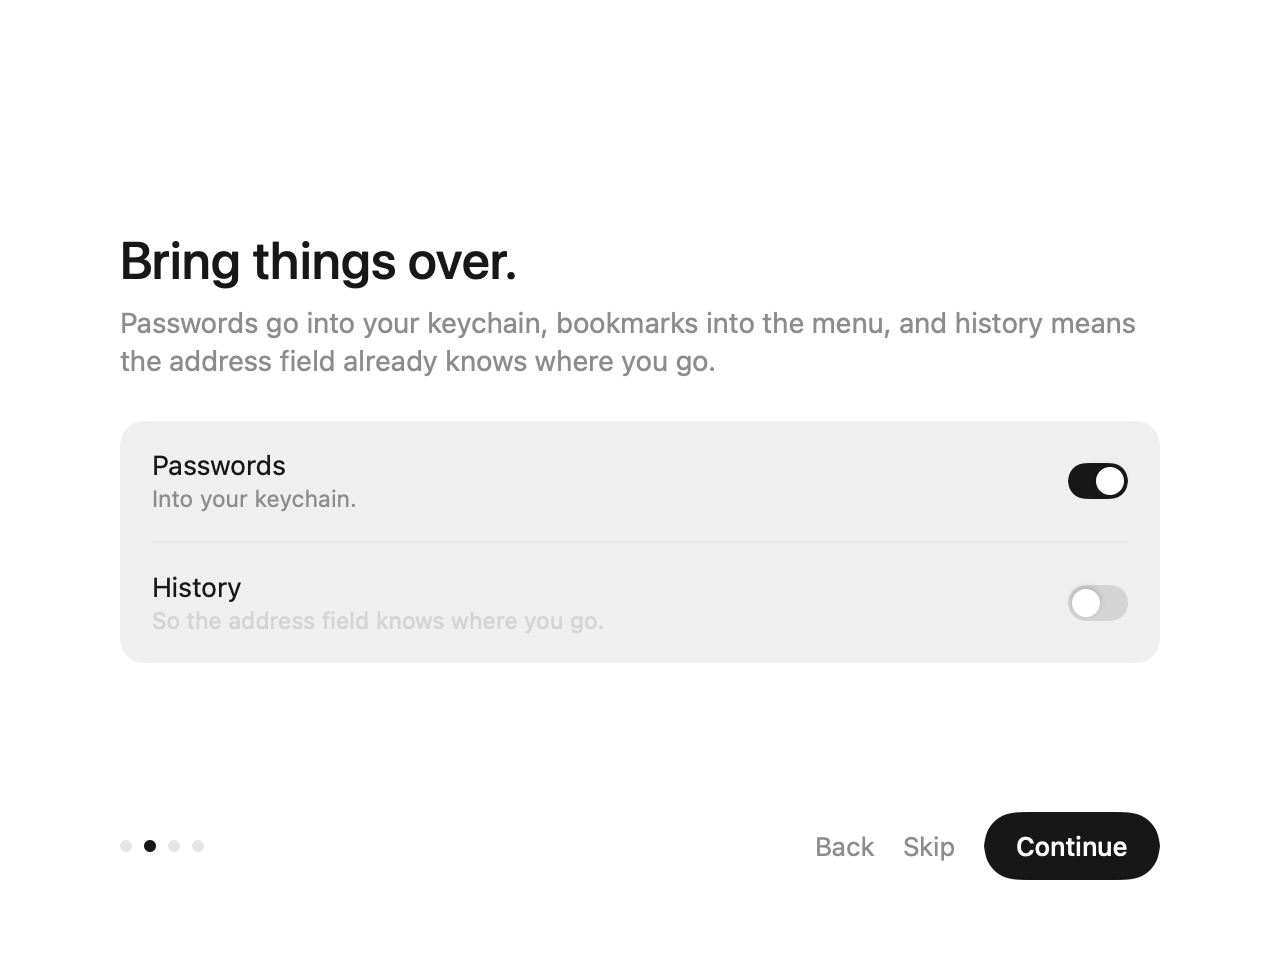 Bring things over.
Passwords go into your keychain, bookmarks into the menu, and history means
the address field already knows where you go.
Passwords
Into your keychain.
History
So the address field knows where you go.
Back
Skip
Continue